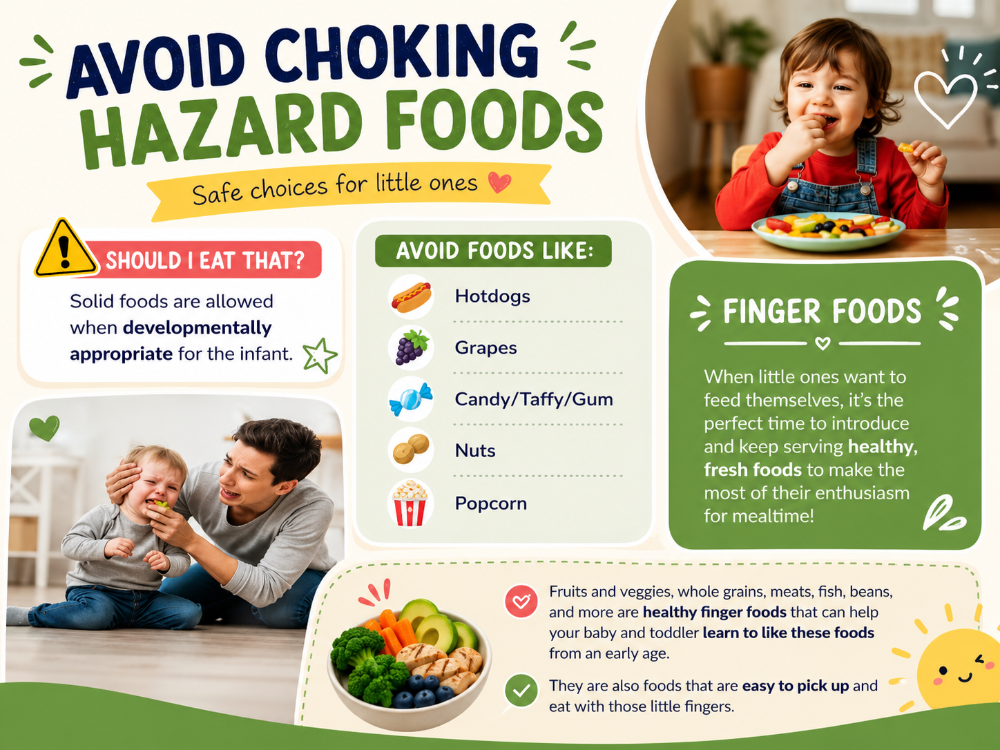 AVOID CHOKING
HAZARD FOODS
Safe choices for little ones
SHOULD I EAT THAT?
Solid foods are allowed
when developmentally
appropriate for the infant.
AVOID FOODS LIKE:
Hotdogs
Grapes
Candy/Taffy/Gum
Nuts
Popcorn
FINGER FOODS
When little ones want to
feed themselves, it's the
perfect time to introduce
and keep serving healthy,
fresh foods to make the
most of their enthusiasm
for mealtime!
Fruits and veggies, whole grains, meats, fish, beans,
and more are healthy finger foods that can help
your baby and toddler learn to like these foods
from an early age.
They are also foods that are easy to pick up and
eat with those little fingers.